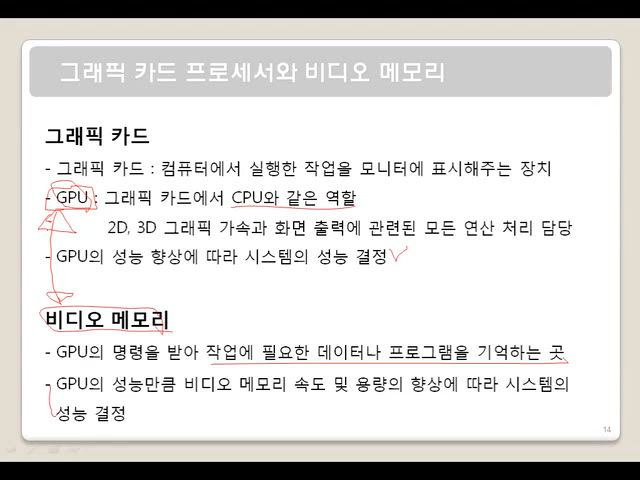 그래픽 카드 프로세서와 비디오 메모리
그래픽 카드
- 그래픽 카드 : 컴퓨터에서 실행한 작업을 모니터에 표시해주는 장치
- GPU : 그래픽 카드에서 CPU와 같은 역할
- 2D, 3D 그래픽 가속과 화면 출력에 관련된 모든 연산 처리 담당
- GPU의 성능 향상에 따라 시스템의 성능 결정
비디오 메모리
- GPU의 명령을 받아 작업에 필요한 데이터나 프로그램을 기억하는 곳
- GPU의 성능만큼 비디오 메모리 속도 및 용량의 향상에 따라 시스템의
성능 결정
14